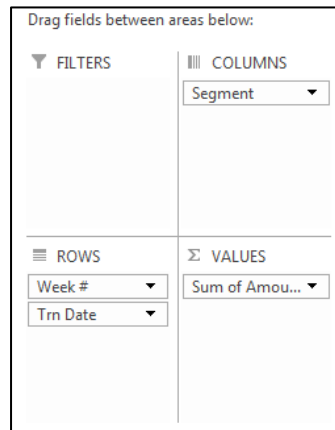 Drag fields between areas below:
FILTERS
COLUMNS
Segment
ROWS
Week #
Trn Date
Σ VALUES
Sum of Amou...